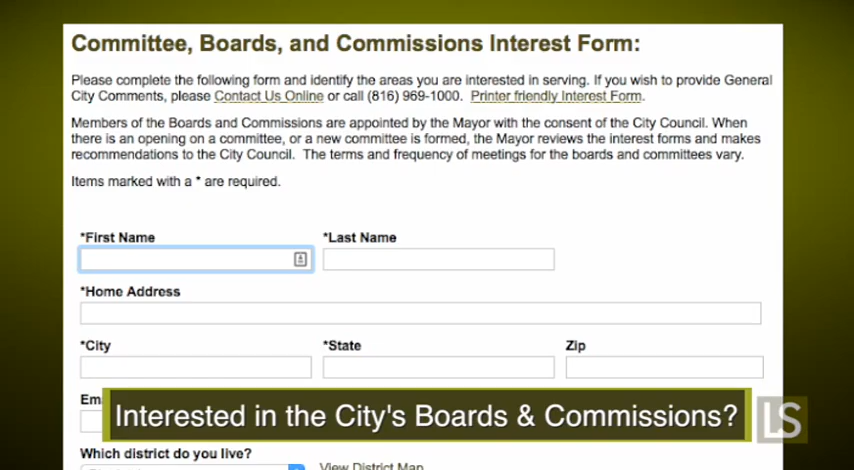 Committee, Boards, and Commissions Interest Form:
Please complete the following form and identify the areas you are interested in serving. If you wish to provide General
City Comments, please Contact Us Online or call (816) 969-1000. Printer friendly Interest Form.
Members of the Boards and Commissions are appointed by the Mayor with the consent of the City Council. When
there is an opening on a committee, or a new committee is formed, the Mayor reviews the interest forms and makes
recommendations to the City Council. The terms and frequency of meetings for the boards and committees vary.
Items marked with a * are required.
*First Name *Last Name
*Home Address
*City *State Zip
Em
Interested in the City's Boards & Commissions? LS
Which district do you live?
View District Map